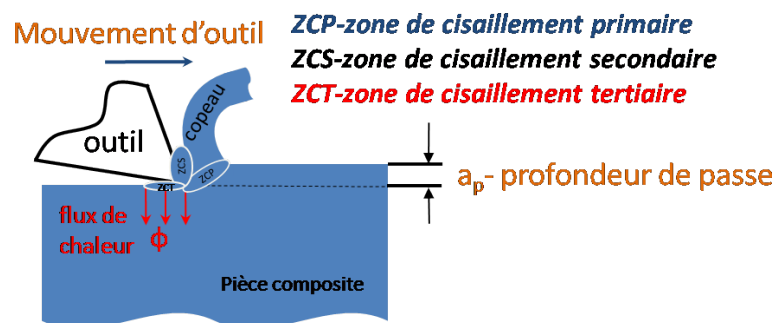 Mouvement d'outil
ZCP-zone de cisaillement primaire
ZCS-zone de cisaillement secondaire
ZCT-zone de cisaillement tertiaire
outil
copeau
ZCS
ZCP
ZCT
ap- profondeur de passe
flux de
chaleur
ϕ
Pièce composite